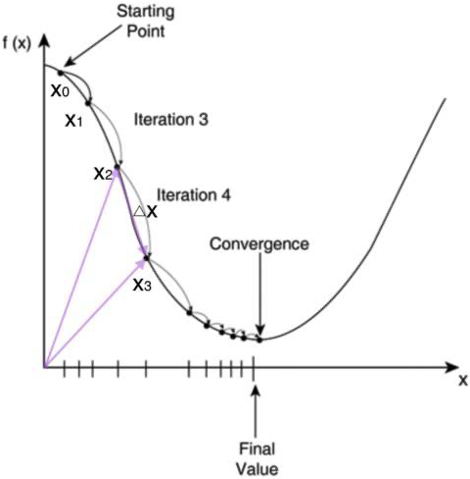 Starting
Point
f (x)
x0
x1
Iteration 3
x2
Iteration 4
△x
Convergence
x3
x
Final
Value